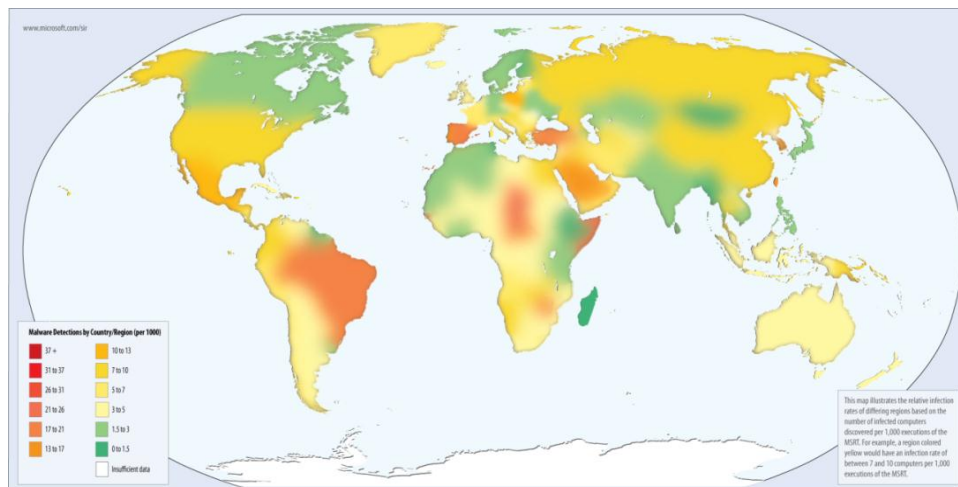 www.microsoft.com/sir
Malware Detections by Country/Region (per 1000)
37 +
31 to 37
26 to 31
21 to 26
17 to 21
13 to 17
10 to 13
7 to 10
5 to 7
3 to 5
1.5 to 3
0 to 1.5
Insufficient data
This map illustrates the relative infection
rates of differing regions based on the
number of infected computers
discovered per 1,000 executions of the
MSRT. For example, a region colored
yellow would have an infection rate of
between 7 and 10 computers per 1,000
executions of the MSRT.